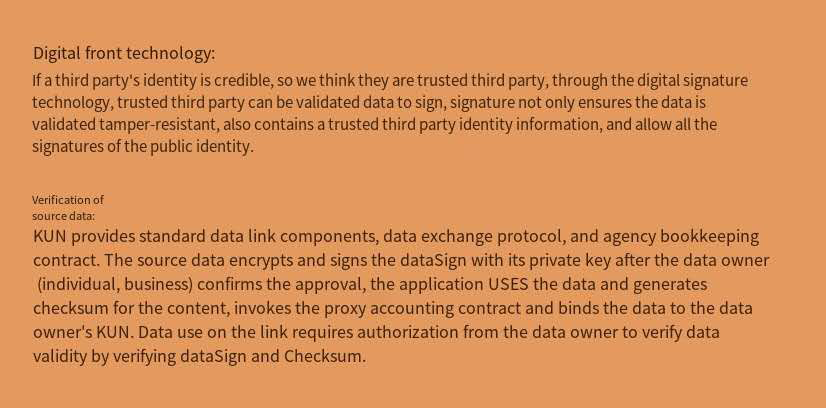 Digital front technology:
If a third party's identity is credible, so we think they are trusted third party, through the digital signature
technology, trusted third party can be validated data to sign, signature not only ensures the data is
validated tamper-resistant, also contains a trusted third party identity information, and allow all the
signatures of the public identity.
Verification of
source data:
KUN provides standard data link components, data exchange protocol, and agency bookkeeping
contract. The source data encrypts and signs the dataSign with its private key after the data owner
(individual, business) confirms the approval, the application USES the data and generates
checksum for the content, invokes the proxy accounting contract and binds the data to the data
owner's KUN. Data use on the link requires authorization from the data owner to verify data
validity by verifying dataSign and Checksum.